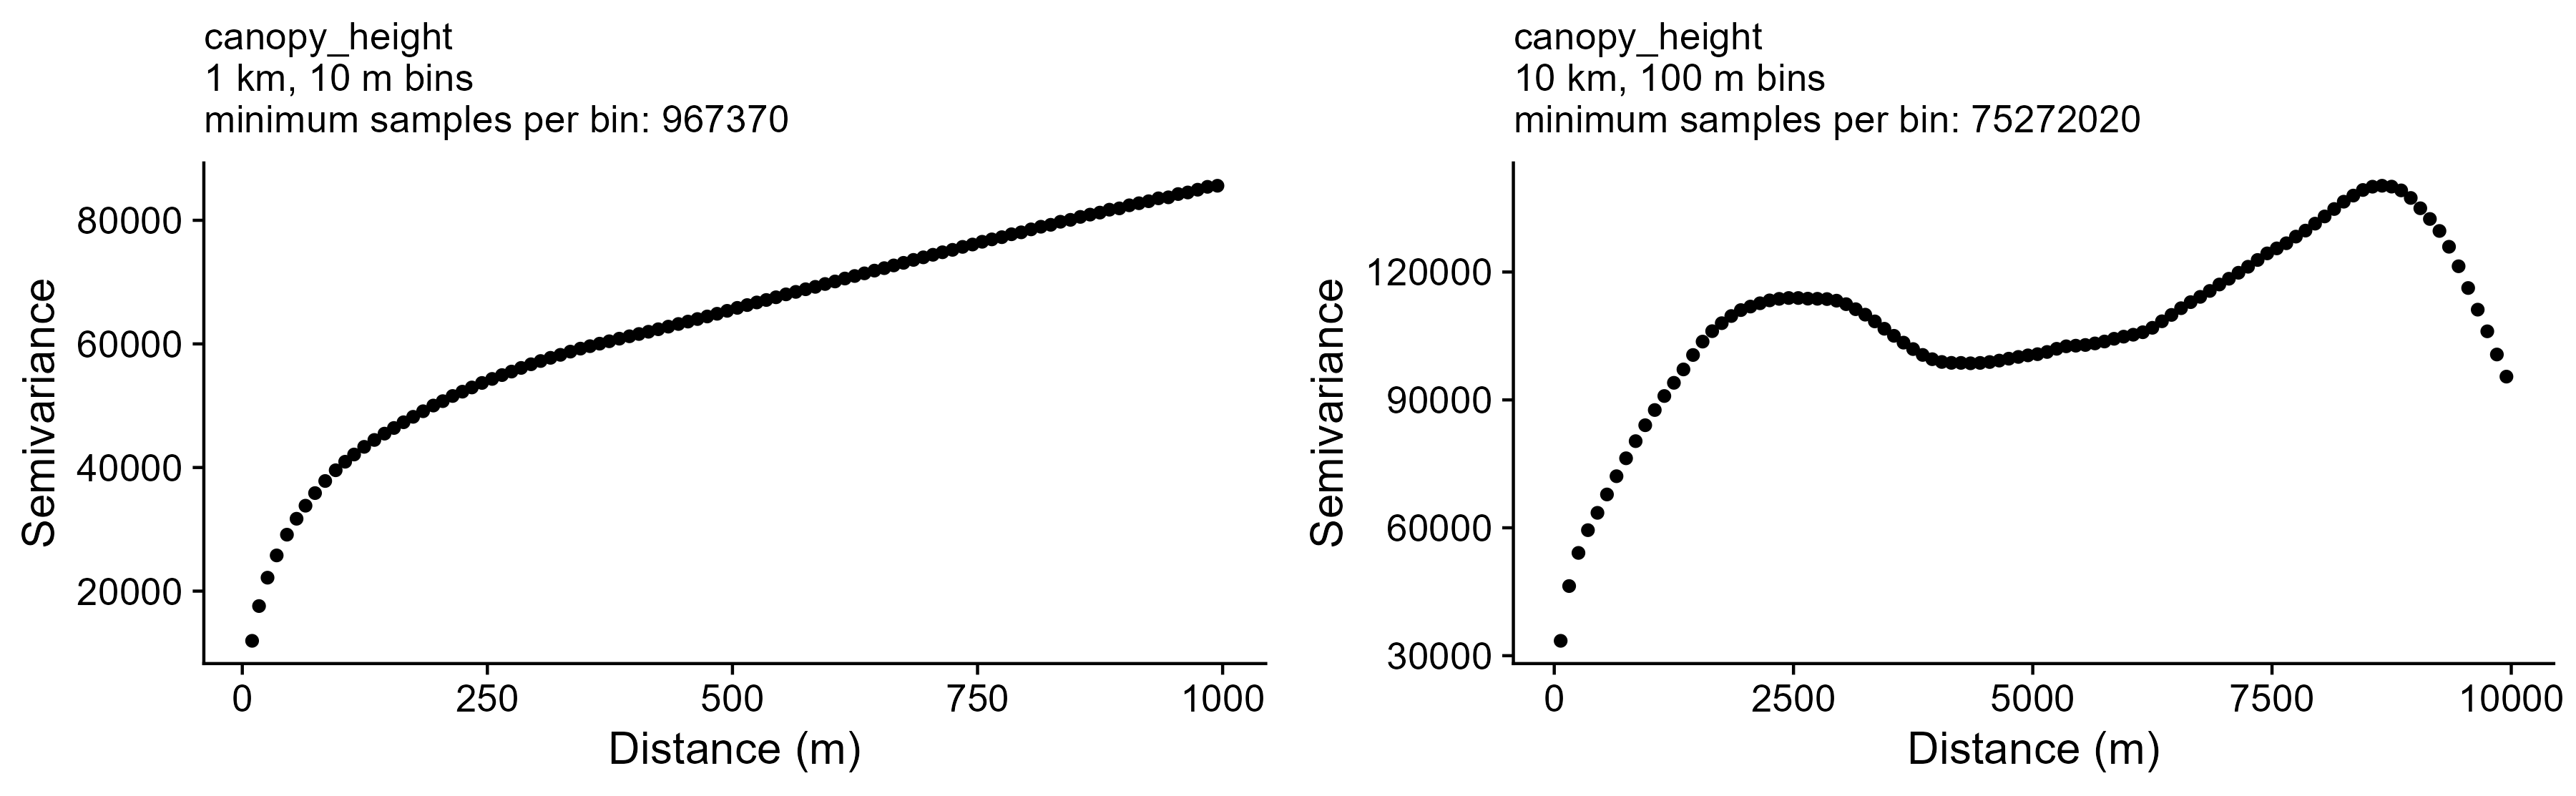 canopy_height
1 km, 10 m bins
minimum samples per bin: 967370
80000
60000
40000
20000
Semivariance
0 250 500 750 1000
Distance (m)
canopy_height
10 km, 100 m bins
minimum samples per bin: 75272020
120000
90000
60000
30000
Semivariance
0 2500 5000 7500 10000
Distance (m)